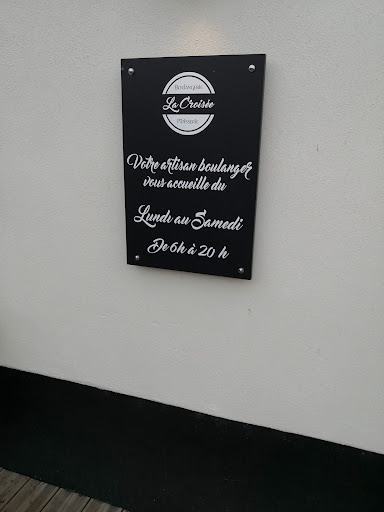 Boulangerie
La Croisée
Pâtisserie
Votre artisan boulanger
vous accueille du
Lundi au Samedi
De 6h à 20 h